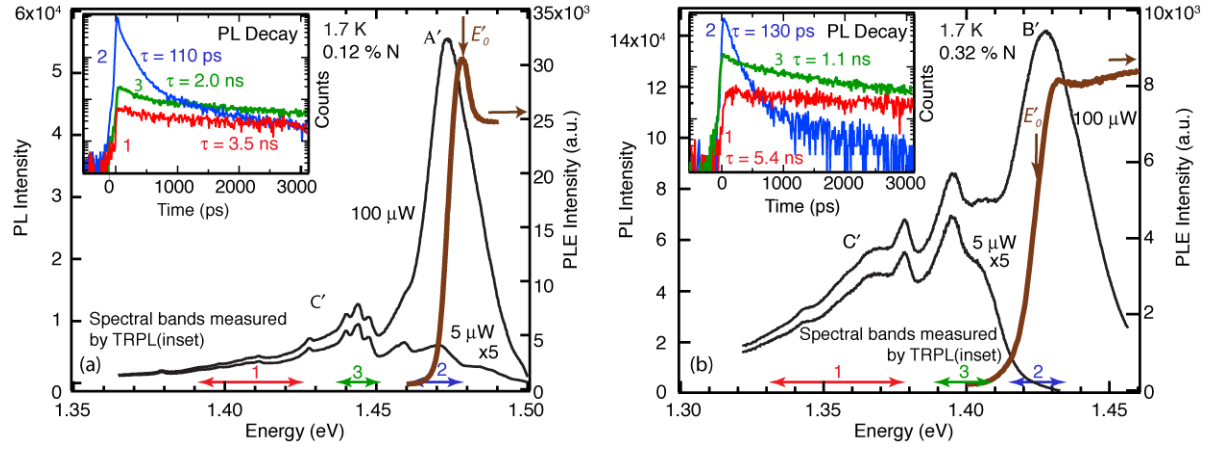 6x10⁴
5
4
3
2
1
0
PL Intensity
PL Decay
2
τ = 110 ps
3 τ = 2.0 ns
1
τ = 3.5 ns
Counts
0
1000
2000
3000
Time (ps)
1.7 K
0.12 % N
A′
E′₀
100 μW
C′
5 μW
x5
Spectral bands measured
by TRPL(inset)
(a)
1
3
2
35x10³
30
25
20
15
10
5
0
PLE Intensity (a.u.)
1.35
1.40
1.45
1.50
Energy (eV)
14x10⁴
12
10
8
6
4
2
0
PL Intensity
PL Decay
2
τ = 130 ps
3 τ = 1.1 ns
1
τ = 5.4 ns
Counts
0
1000
2000
3000
Time (ps)
1.7 K
0.32 % N
B′
E′₀
100 μW
C′
5 μW
x5
Spectral bands measured
by TRPL(inset)
(b)
1
3
2
10x10³
8
6
4
2
0
PLE Intensity (a.u.)
1.30
1.35
1.40
1.45
Energy (eV)